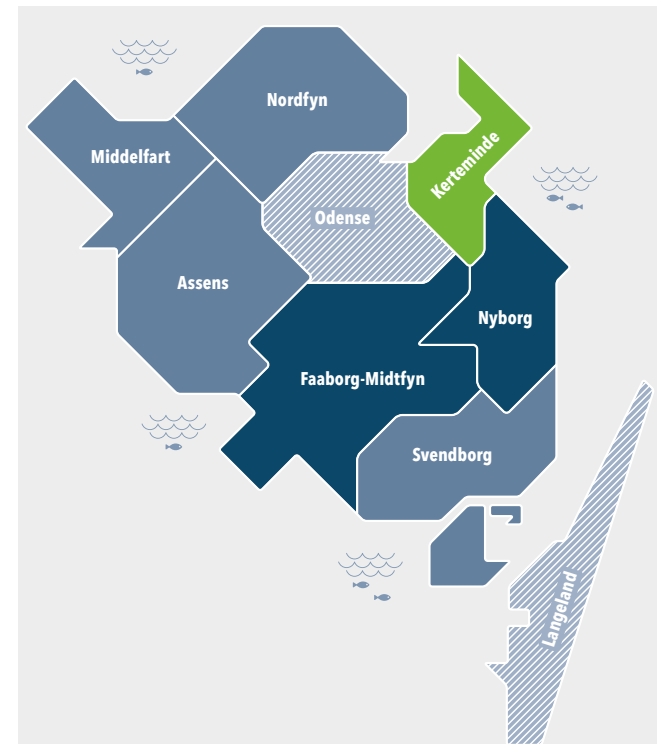 Nordfyn
Middelfart
Kerteminde
Odense
Assens
Nyborg
Faaborg-Midtfyn
Svendborg
Langeland